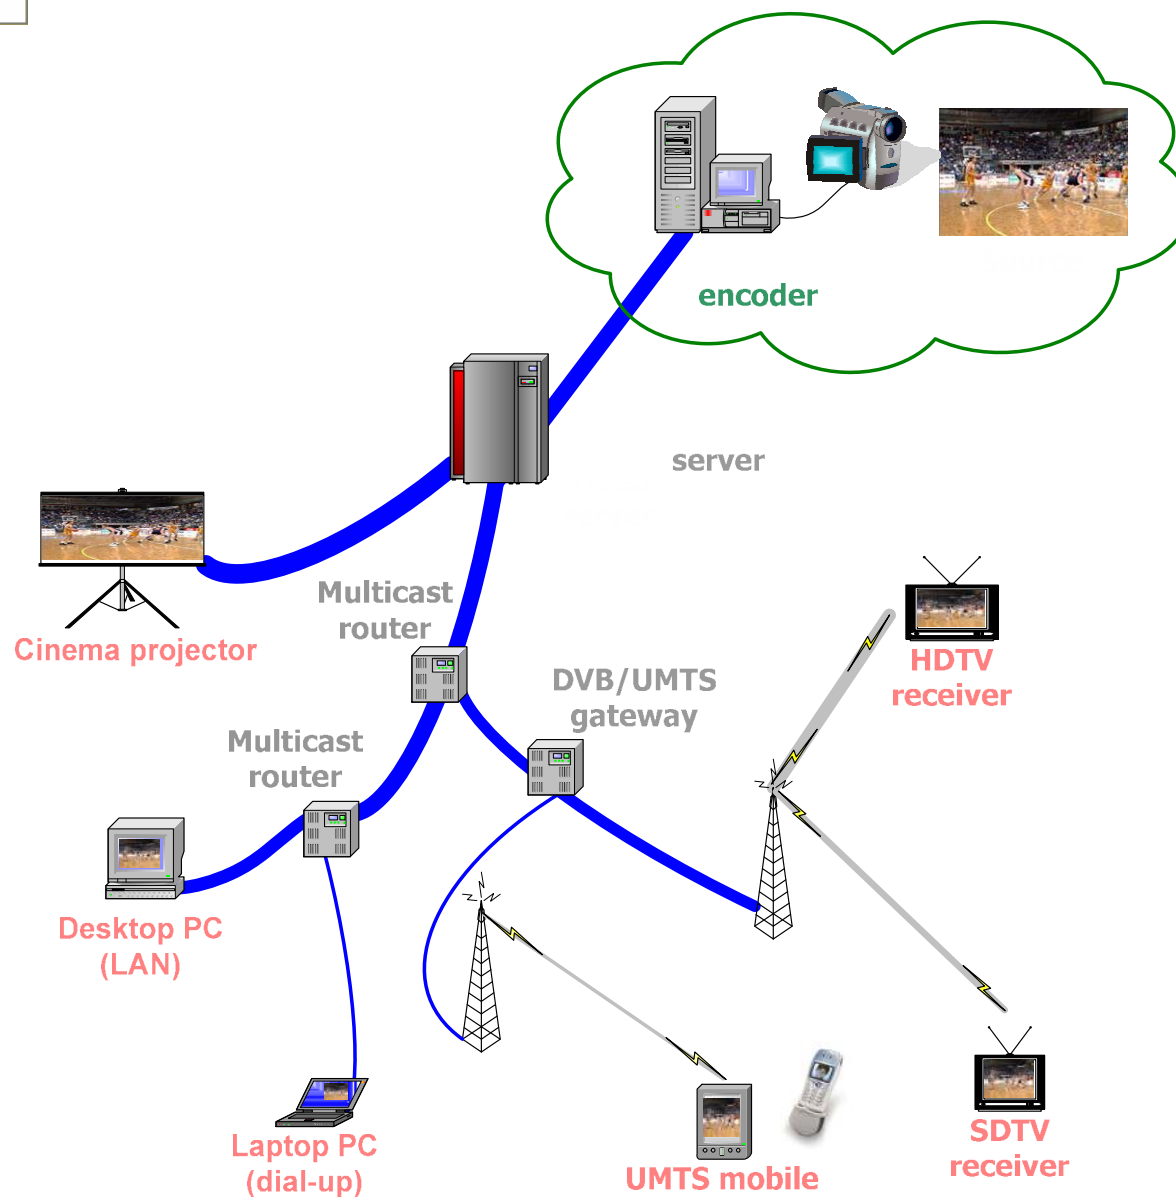 encoder
server
Multicast
router
Cinema projector
HDTV
receiver
DVB/UMTS
gateway
Multicast
router
Desktop PC
(LAN)
Laptop PC
(dial-up)
UMTS mobile
SDTV
receiver